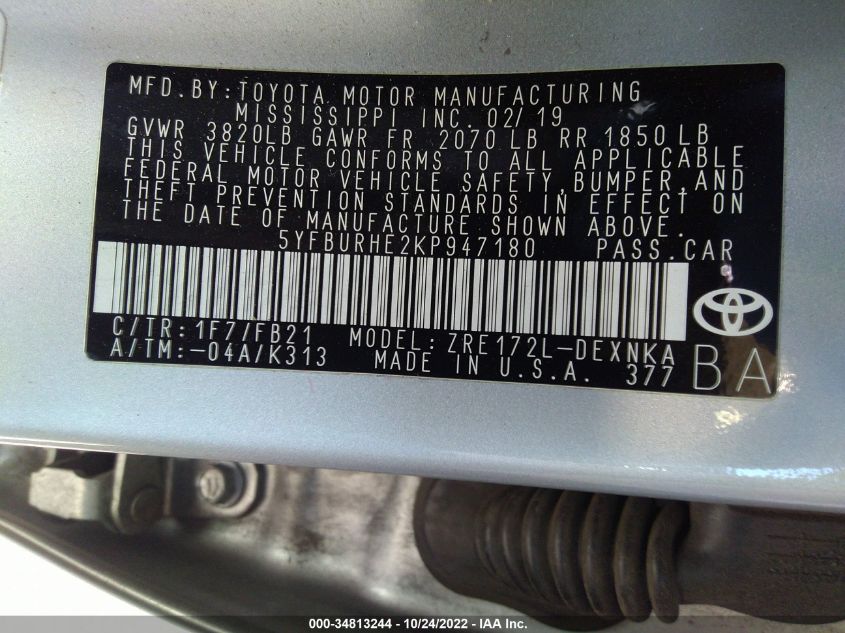 MFD. BY: TOYOTA MOTOR MANUFACTURING
MISSISSIPPI INC. 02/19
GVWR 3820LB GAWR FR 2070 LB RR 1850 LB
THIS VEHICLE CONFORMS TO ALL APPLICABLE
FEDERAL MOTOR VEHICLE SAFETY, BUMPER, AND
THEFT PREVENTION STANDARDS IN EFFECT ON
THE DATE OF MANUFACTURE SHOWN ABOVE.
5YFBURHE2KP947180 PASS. CAR
C/TR: 1F7/FB21 MODEL: ZRE172L-DEXNKA
A/TM: -04A/K313 MADE IN U.S.A. 377
BA
000-34813244 - 10/24/2022 - IAA Inc.